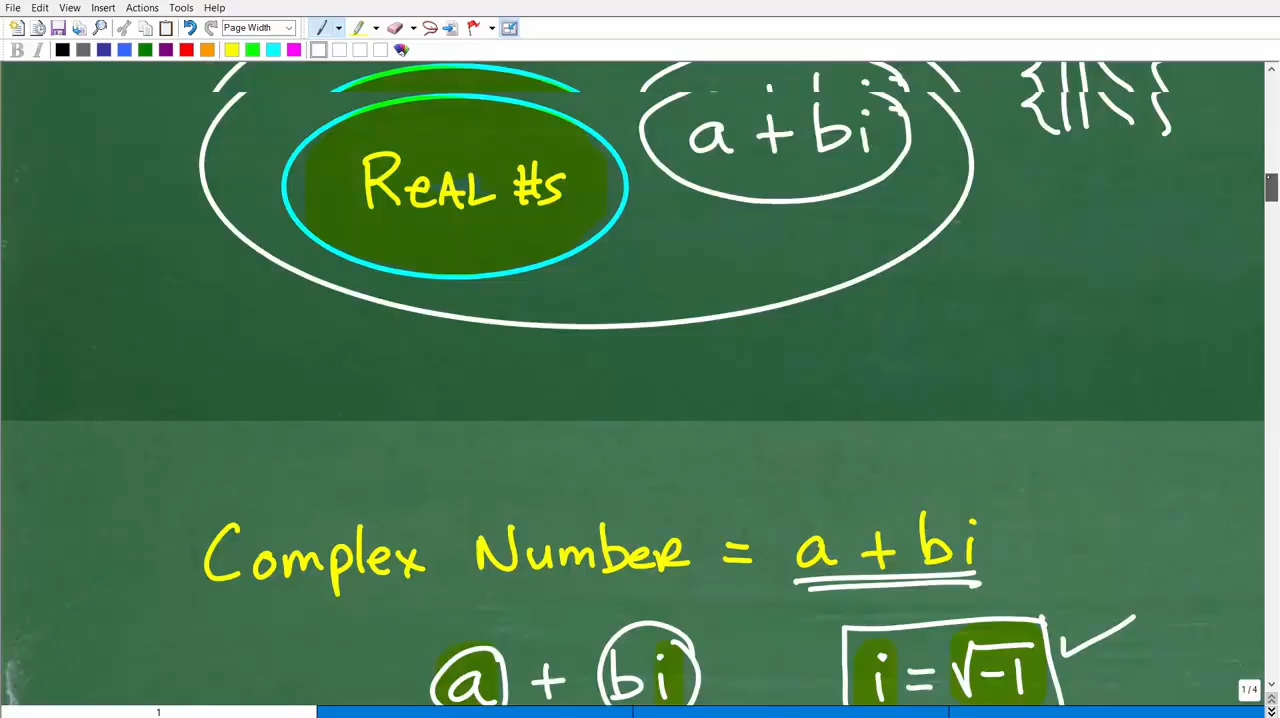 File Edit View Insert Actions Tools Help
Page Width
B I
a + bi
Real #s
Complex Number = a + bi
a + bi i = √-1
1/4
1